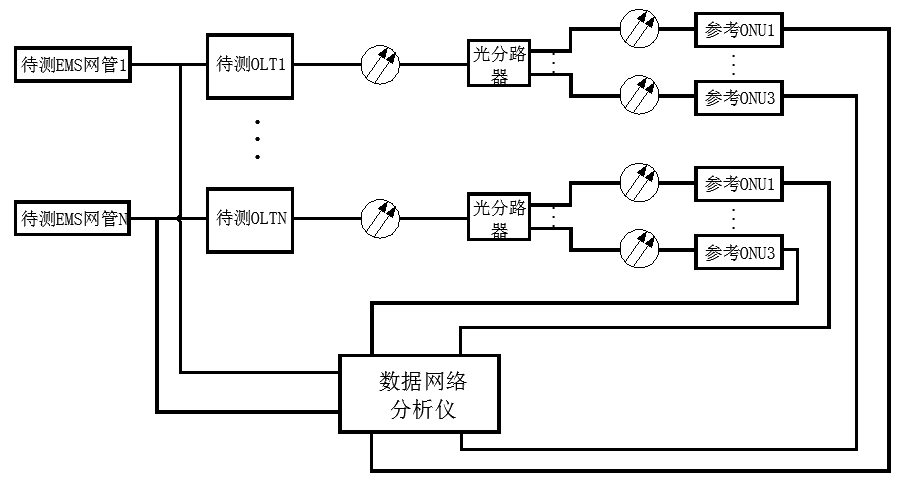 待测EMS网管1
待测OLT1
光分路
器
参考ONU1
参考ONU3
待测EMS网管N
待测OLTN
光分路
器
参考ONU1
参考ONU3
数据网络
分析仪